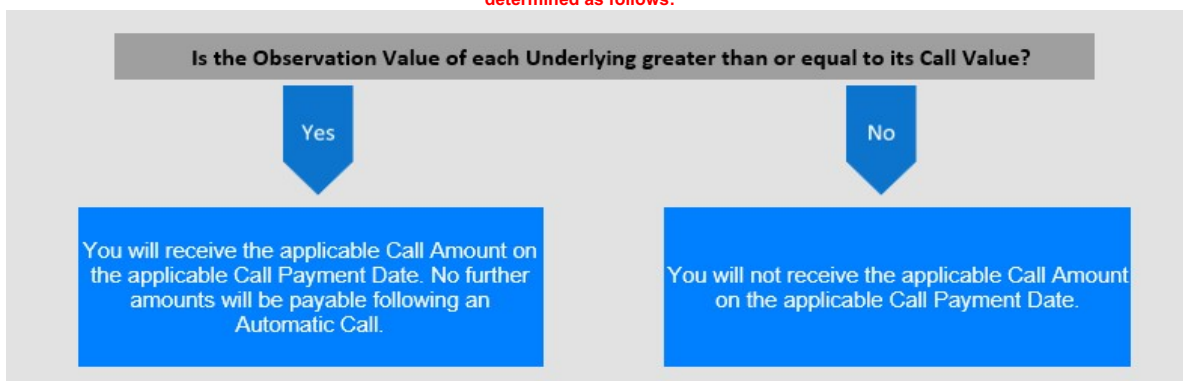 determined as follows:
Is the Observation Value of each Underlying greater than or equal to its Call Value?
Yes
No
You will receive the applicable Call Amount on
the applicable Call Payment Date. No further
amounts will be payable following an
Automatic Call.
You will not receive the applicable Call Amount
on the applicable Call Payment Date.